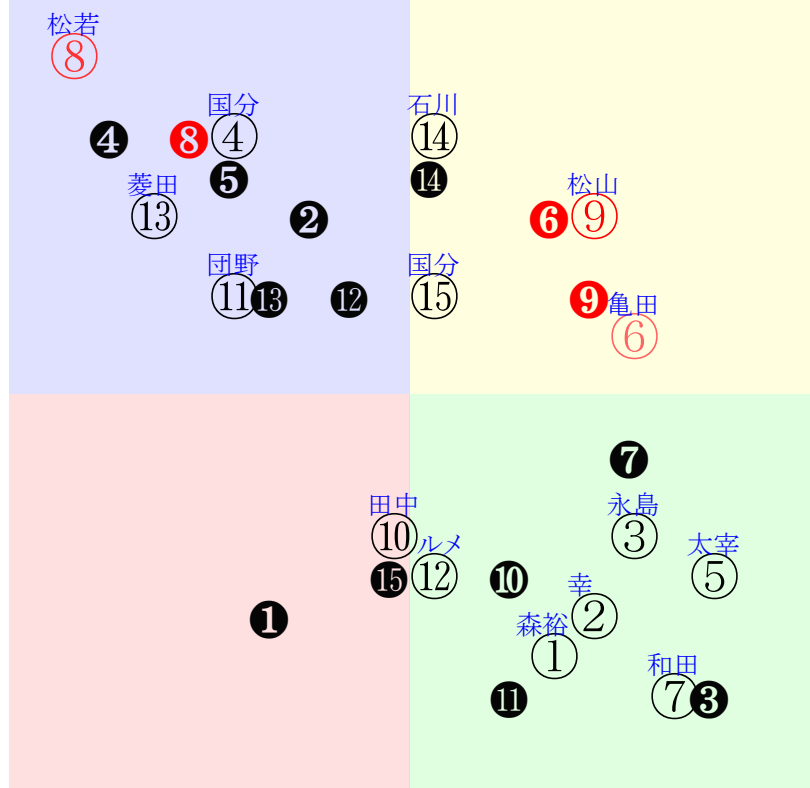 松若
⑧
国分
石川
❹
❽
④
⑭
❺
⓮
菱田
松山
⑬
❷
❻
⑨
団野
国分
⑪
⓭
⓬
⑮
❾
亀田
⑥
❼
田中
永島
⑩
③
ルメ
太宰
⓯
⑫
❿
⑤
幸
❶
②
森裕
①
和田
⓫
⑦
❸